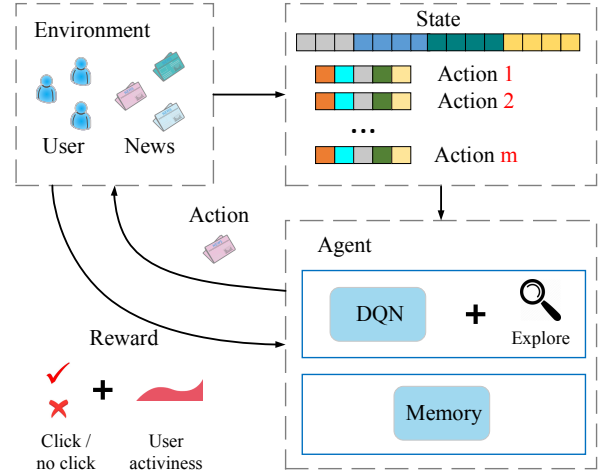 Environment
User
News
State
Action 1
Action 2
...
Action m
Action
Agent
DQN
+
Explore
Memory
Reward
+
Click /
no click
User
activiness